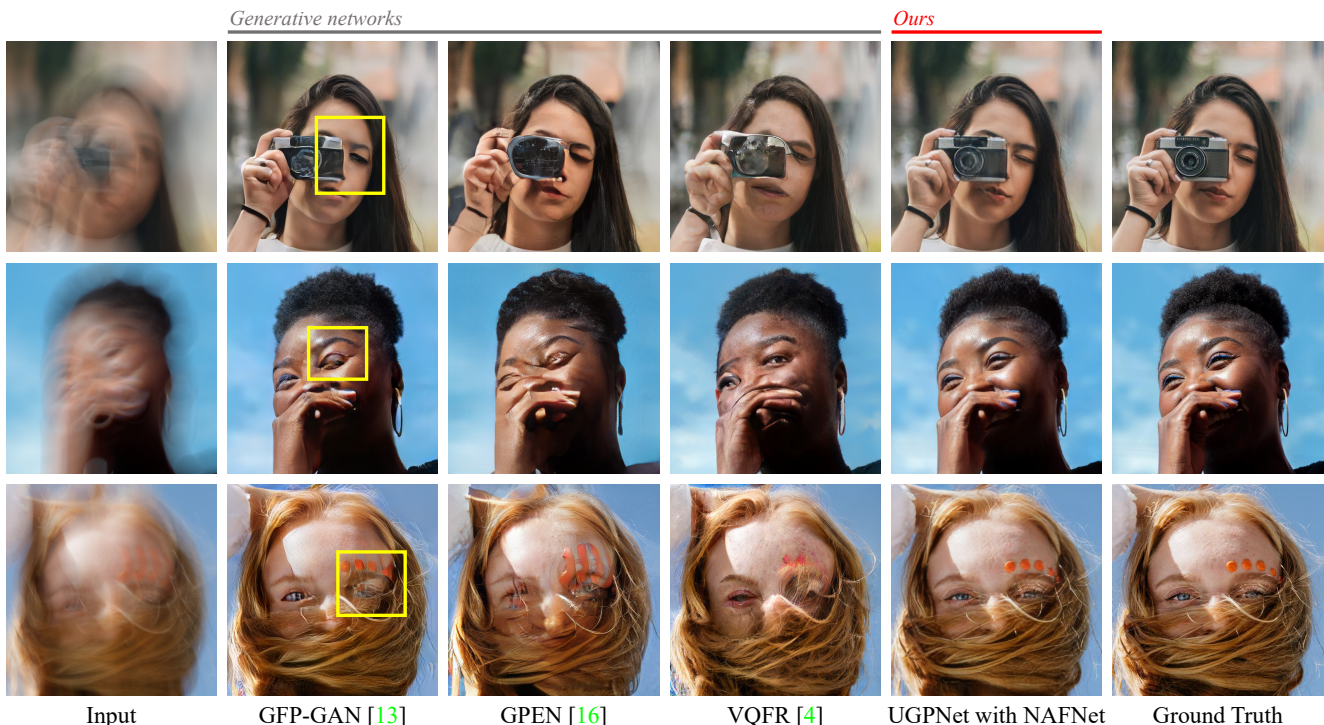 Generative networks
Ours
Input
GFP-GAN [13]
GPEN [16]
VQFR [4]
UGPNet with NAFNet
Ground Truth